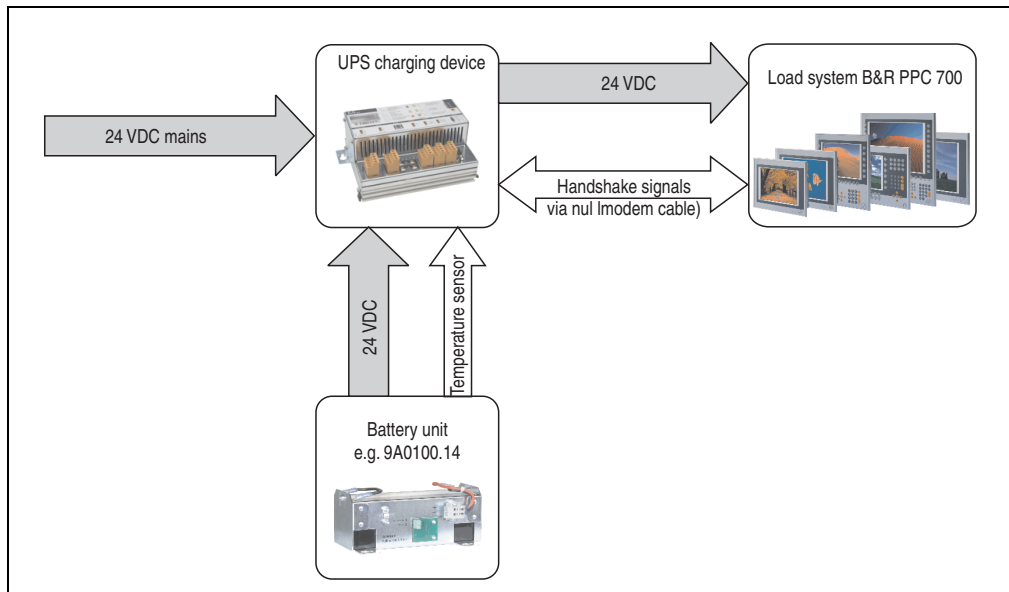 UPS charging device
Load system B&R PPC 700
24 VDC
24 VDC mains
Handshake signals
via nul lmodem cable)
24 VDC
Temperature sensor
Battery unit
e.g. 9A0100.14